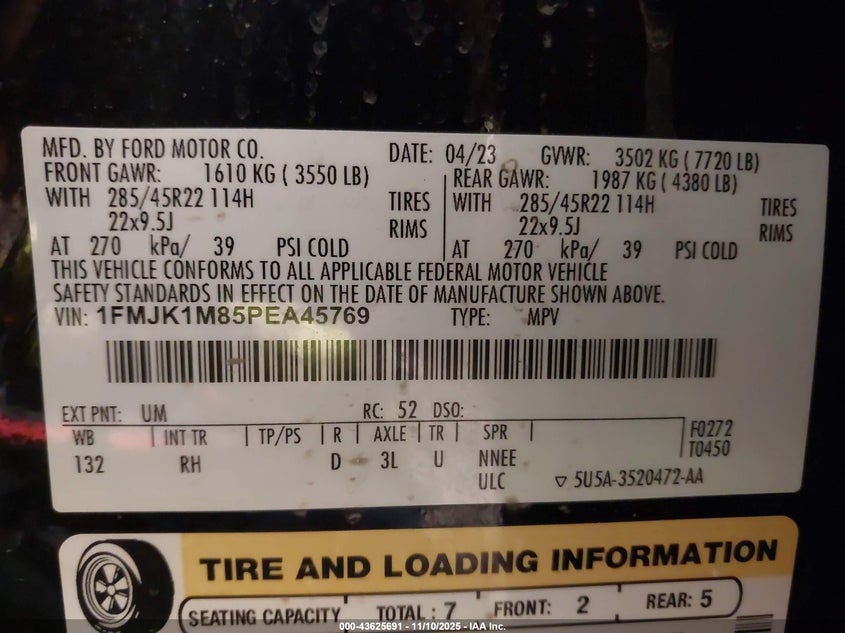 MFD. BY FORD MOTOR CO. DATE: 04/23 GVWR: 3502 KG ( 7720 LB)
FRONT GAWR: 1610 KG ( 3550 LB) REAR GAWR: 1987 KG ( 4380 LB)
WITH 285/45R22 114H TIRES WITH 285/45R22 114H TIRES
22x9.5J RIMS 22x9.5J RIMS
AT 270 kPa/ 39 PSI COLD AT 270 kPa/ 39 PSI COLD
THIS VEHICLE CONFORMS TO ALL APPLICABLE FEDERAL MOTOR VEHICLE
SAFETY STANDARDS IN EFFECT ON THE DATE OF MANUFACTURE SHOWN ABOVE.
VIN: 1FMJK1M85PEA45769 TYPE: MPV
EXT PNT: UM RC: 52 DSO:
WB INT TR TP/PS R AXLE TR SPR F0272
132 RH D 3L U NNEE T0450
ULC ▽ 5U5A-3520472-AA
TIRE AND LOADING INFORMATION
SEATING CAPACITY TOTAL : 7 FRONT: 2 REAR: 5
000-43625691 - 11/10/2025 - IAA Inc.